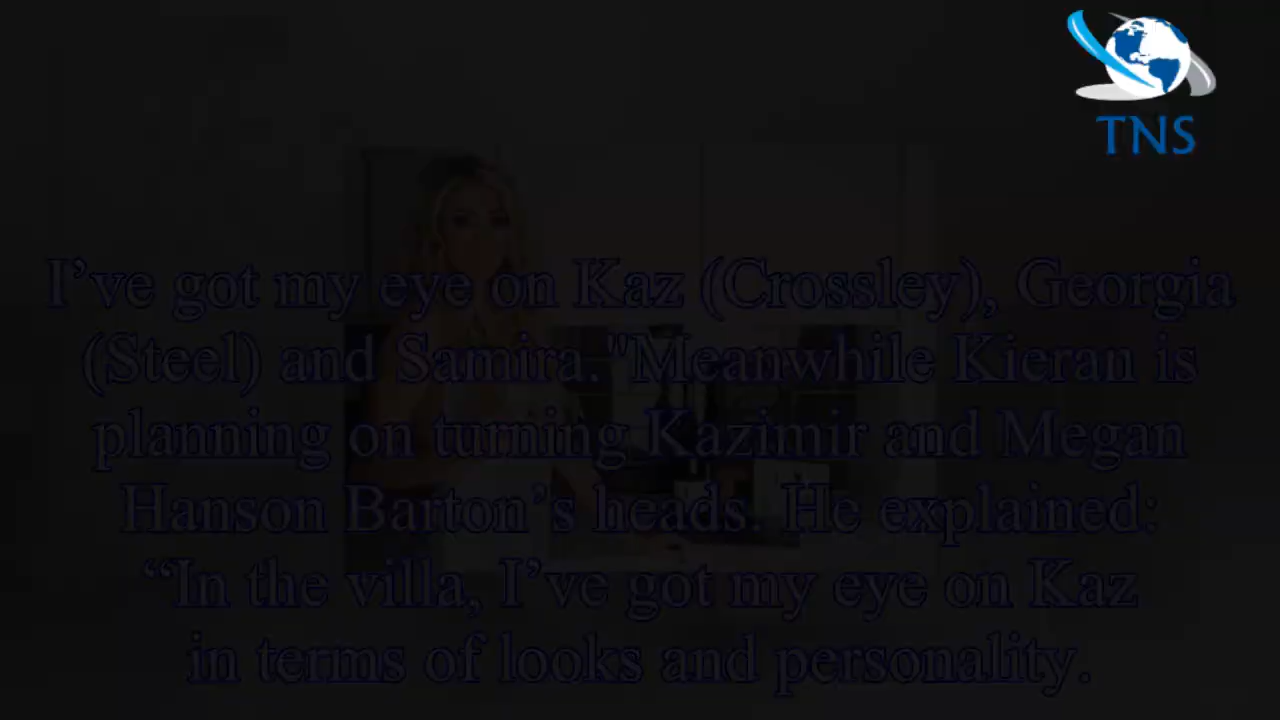 TNS
I’ve got my eye on Kaz (Crossley), Georgia
(Steel) and Samira."Meanwhile Kieran is
planning on turning Kazimir and Megan
Hanson Barton’s heads. He explained:
“In the villa, I’ve got my eye on Kaz
in terms of looks and personality.